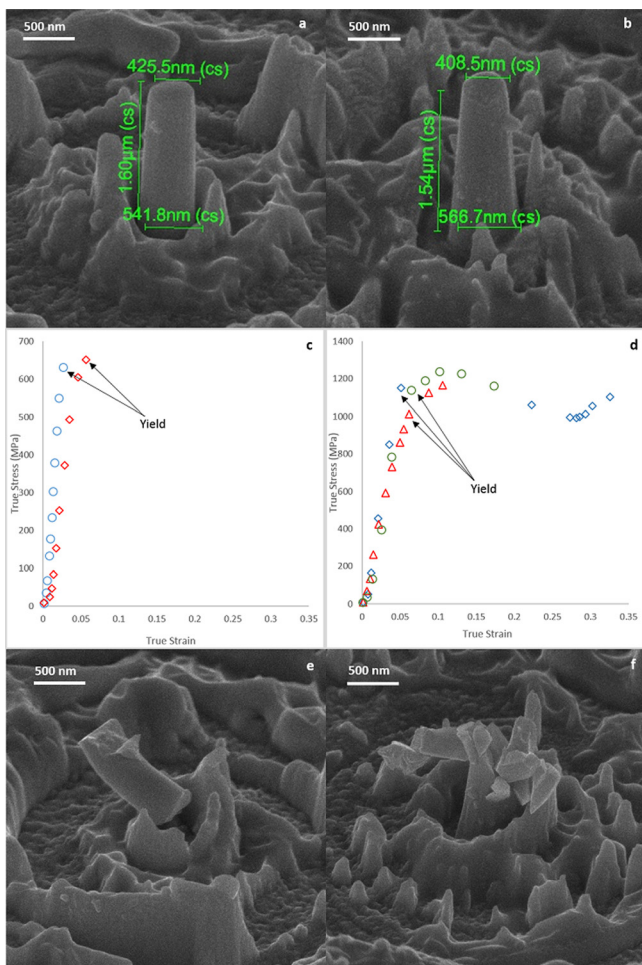 500 nm
a
425.5nm (cs)
1.60µm (cs)
541.8nm (cs)
500 nm
b
408.5nm (cs)
1.54µm (cs)
566.7nm (cs)
c
True Stress (MPa)
700
600
500
400
300
200
100
0
Yield
0 0.05 0.1 0.15 0.2 0.25 0.3 0.35
True Strain
d
True Stress (MPa)
1400
1200
1000
800
600
400
200
0
Yield
0 0.05 0.1 0.15 0.2 0.25 0.3 0.35
True Strain
500 nm
e
500 nm
f